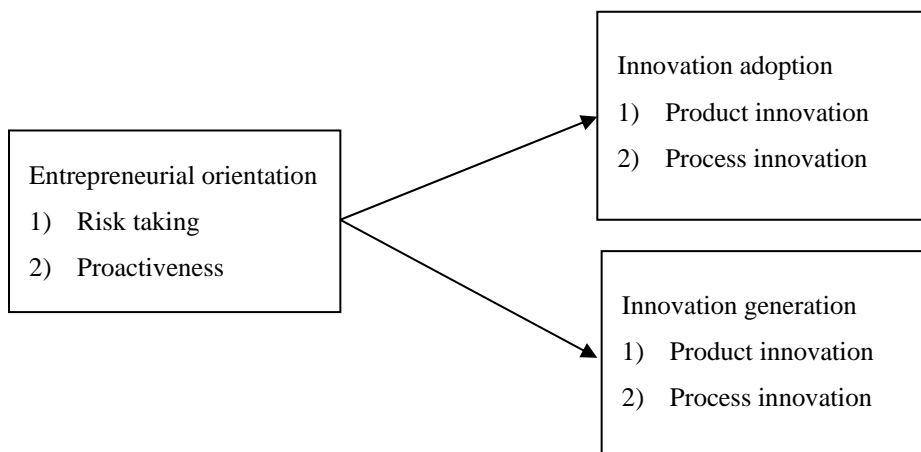 Innovation adoption
1) Product innovation
2) Process innovation
Entrepreneurial orientation
1) Risk taking
2) Proactiveness
Innovation generation
1) Product innovation
2) Process innovation